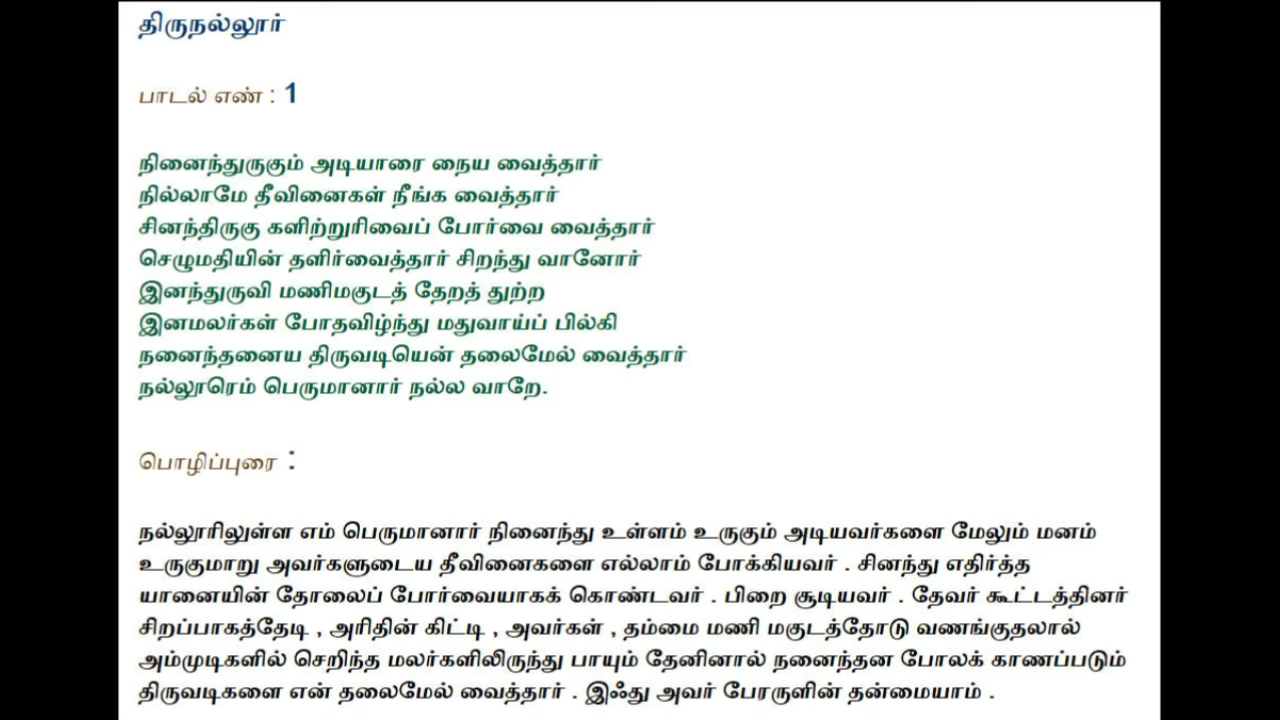 திருநல்லூர்
பாடல் எண் : 1
நினைந்துருகும் அடியாரை நைய வைத்தார்
நில்லாமே தீவினைகள் நீங்க வைத்தார்
சினந்திருகு களிற்றுரிவைப் போர்வை வைத்தார்
செழுமதியின் தளிர்வைத்தார் சிறந்து வானோர்
இனந்துருவி மணிமகுடத் தேறத் துற்ற
இனமலர்கள் போதவிழ்ந்து மதுவாய்ப் பில்கி
நனைந்தனைய திருவடியென் தலைமேல் வைத்தார்
நல்லூரெம் பெருமானார் நல்ல வாறே.
பொழிப்புரை :
நல்லூரிலுள்ள எம் பெருமானார் நினைந்து உள்ளம் உருகும் அடியவர்களை மேலும் மனம்
உருகுமாறு அவர்களுடைய தீவினைகளை எல்லாம் போக்கியவர் . சினந்து எதிர்த்த
யானையின் தோலைப் போர்வையாகக் கொண்டவர் . பிறை சூடியவர் . தேவர் கூட்டத்தினர்
சிறப்பாகத்தேடி , அரிதின் கிட்டி , அவர்கள் , தம்மை மணி மகுடத்தோடு வணங்குதலால்
அம்முடிகளில் செறிந்த மலர்களிலிருந்து பாயும் தேனினால் நனைந்தன போலக் காணப்படும்
திருவடிகளை என் தலைமேல் வைத்தார் . இஃது அவர் பேரருளின் தன்மையாம் .